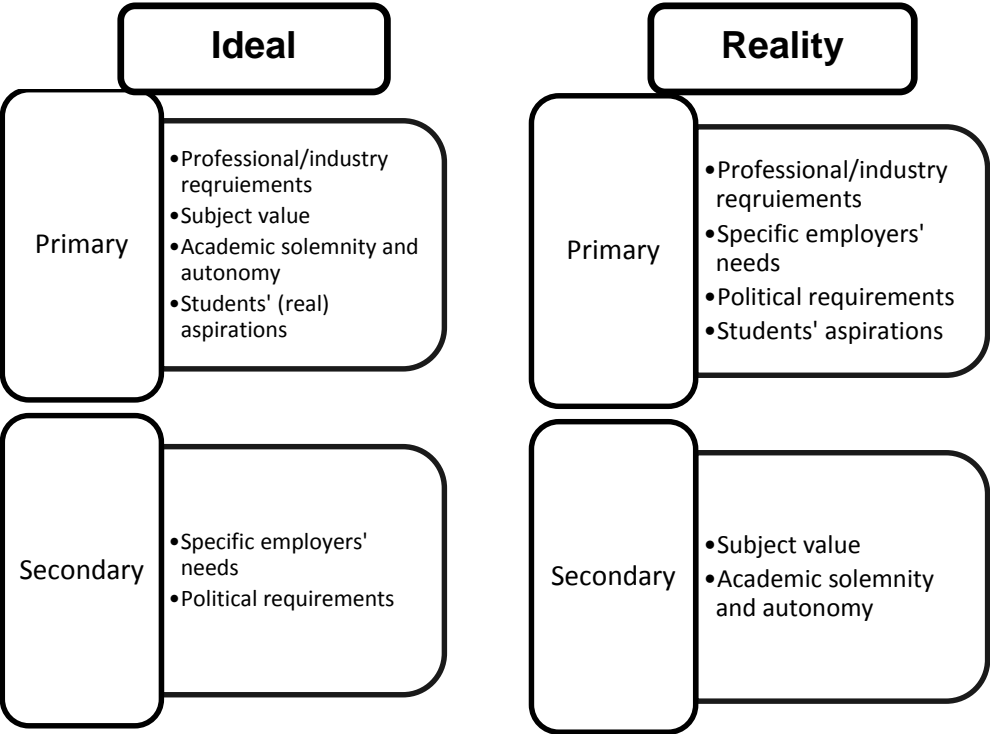 Ideal
Primary
•Professional/industry
reqruiements
•Subject value
•Academic solemnity and
autonomy
•Students' (real)
aspirations
Secondary
•Specific employers'
needs
•Political requirements
Reality
Primary
•Professional/industry
reqruiements
•Specific employers'
needs
•Political requirements
•Students' aspirations
Secondary
•Subject value
•Academic solemnity
and autonomy